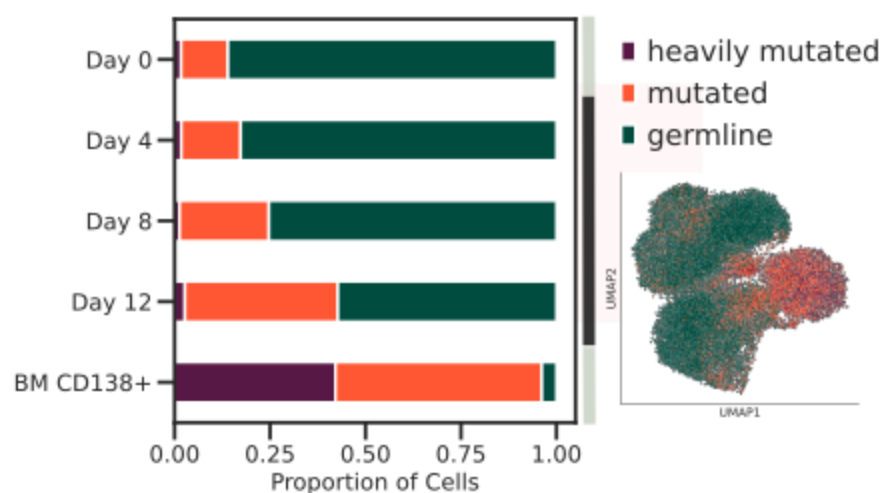 Day 0
Day 4
Day 8
Day 12
BM CD138+
0.00 0.25 0.50 0.75 1.00
Proportion of Cells
heavily mutated
mutated
germline
UMAP2
UMAP1